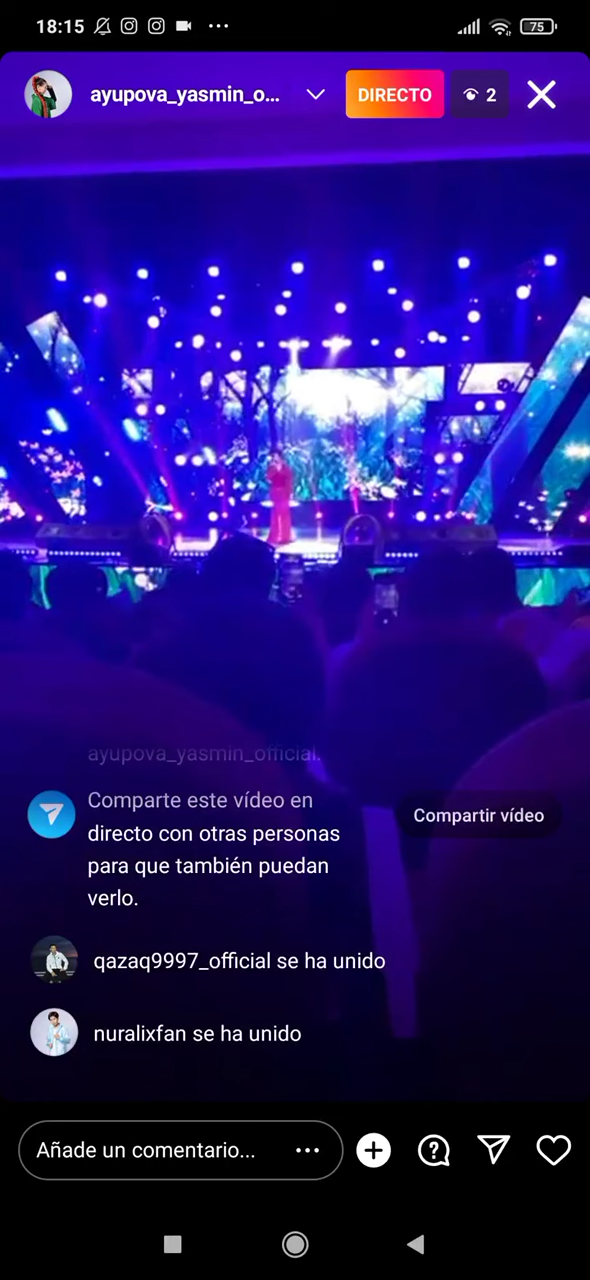 18:15
75
ayupova_yasmin_o...
DIRECTO
2
ayupova_yasmin_official.
Comparte este vídeo en
directo con otras personas
para que también puedan
verlo.
Compartir vídeo
qazaq9997_official se ha unido
nuralixfan se ha unido
Añade un comentario...